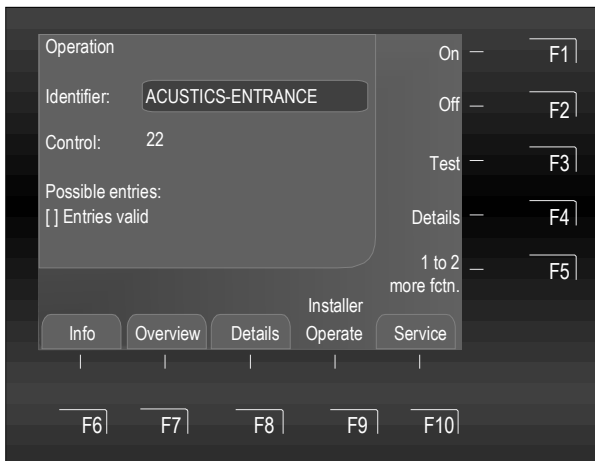 Operation
Identifier: ACUSTICS-ENTRANCE
Control: 22
Possible entries:
[ ] Entries valid
On — F1
Off — F2
Test — F3
Details — F4
1 to 2
more fctn. — F5
Info
Overview
Details
Installer
Operate
Service
F6 F7 F8 F9 F10